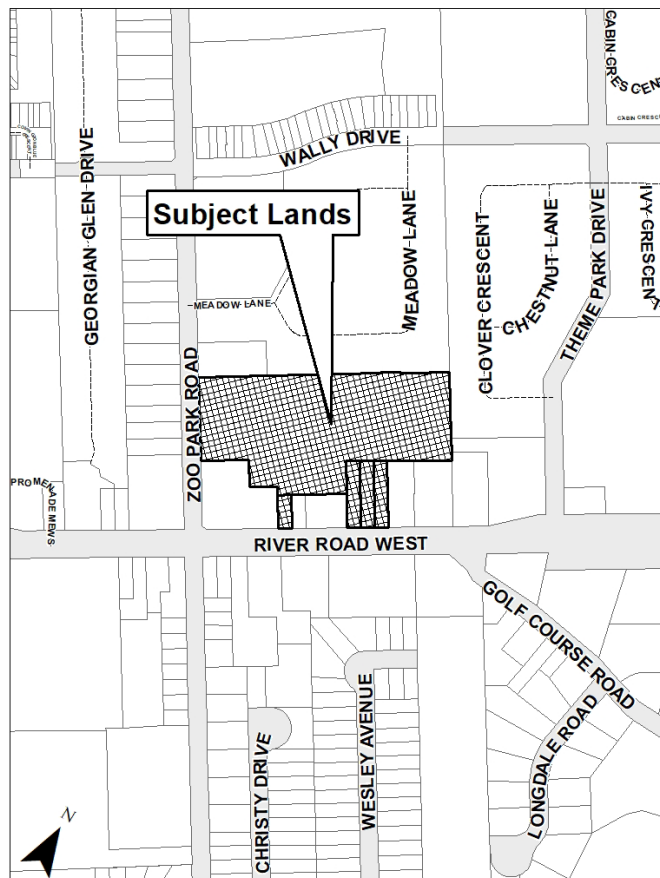 CABIN CRESCENT
CABIN CRESCENT
WALLY DRIVE
GEORGIAN GLEN DRIVE
Subject Lands
MEADOW LANE
CLOVER CRESCENT
CHESTNUT LANE
THEME PARK DRIVE
IVY CRESCENT
MEADOW LANE
ZOO PARK ROAD
PROMENADE MEWS
RIVER ROAD WEST
GOLF COURSE ROAD
LONGDALE ROAD
WESLEY AVENUE
CHRISTY DRIVE
N